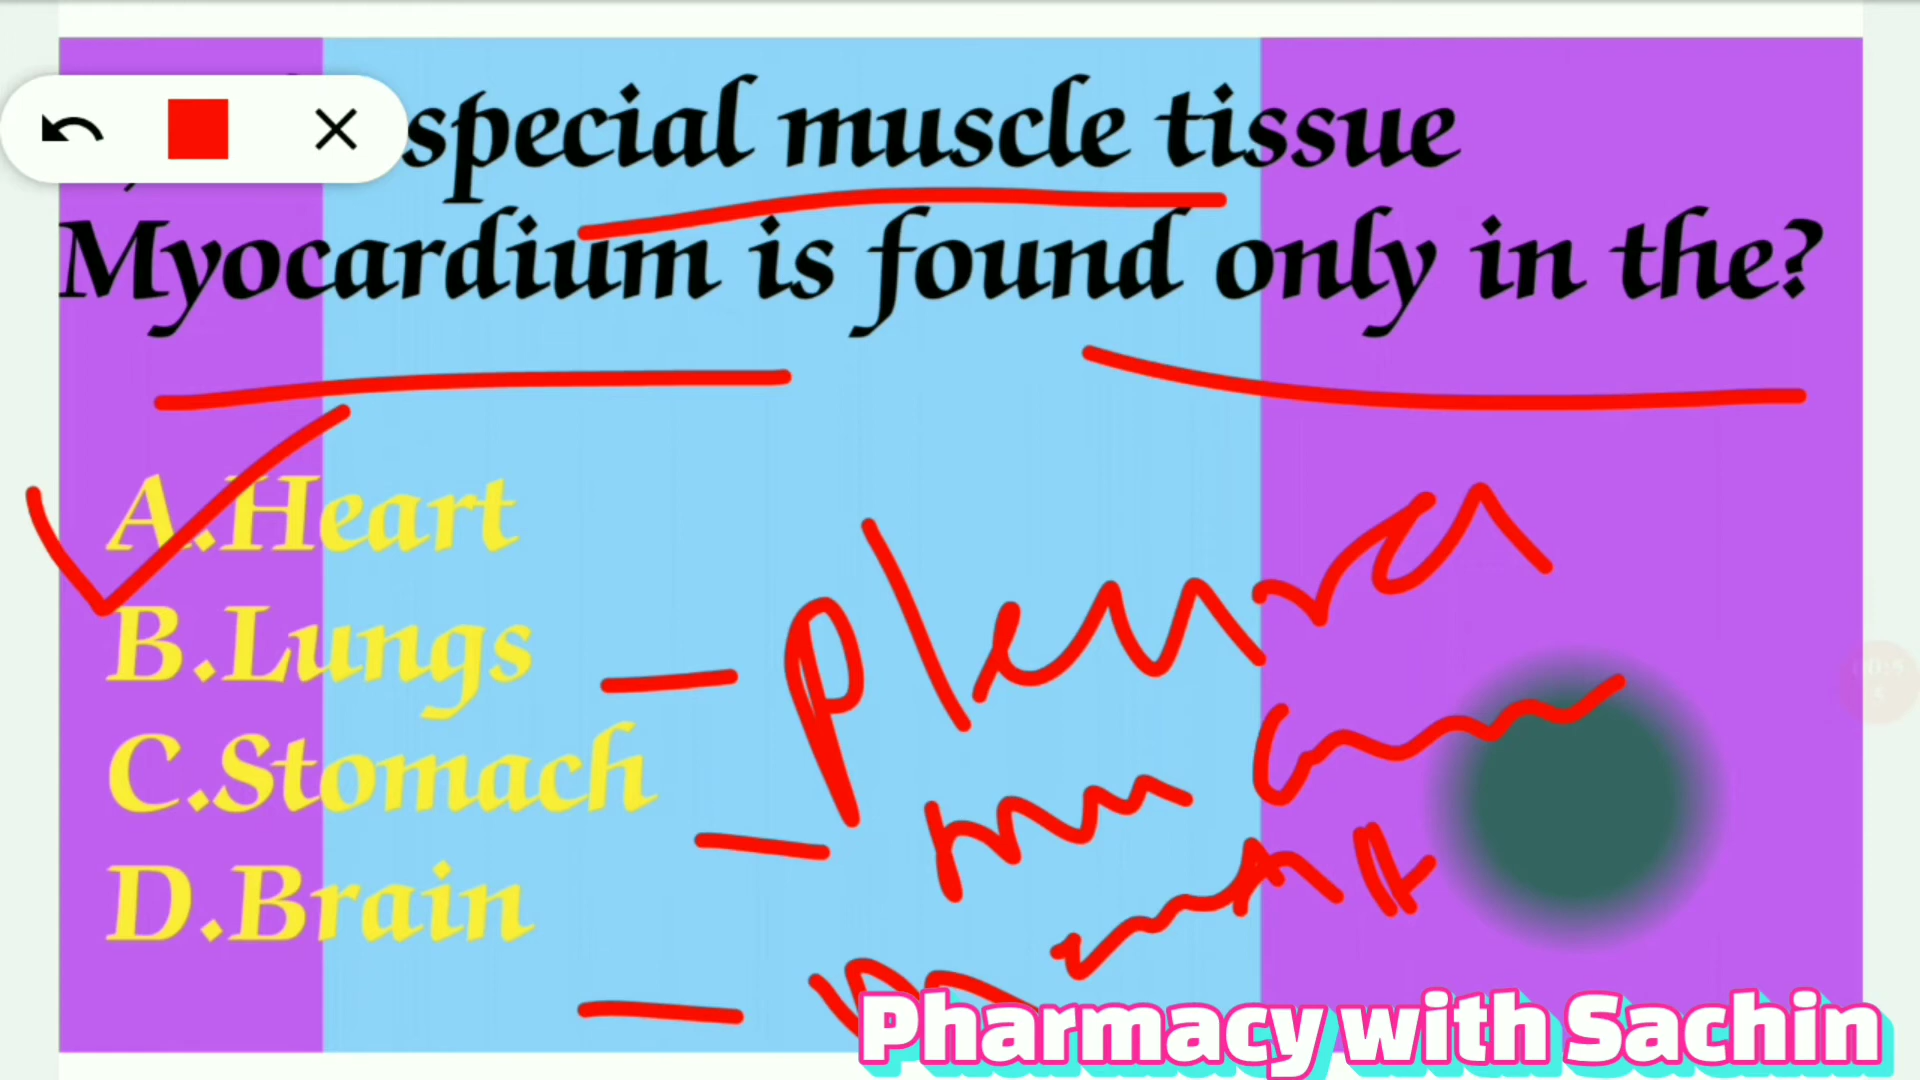 special muscle tissue
Myocardium is found only in the?
A.Heart
B.Lungs
- pleura
C.Stomach
D.Brain
Pharmacy with Sachin